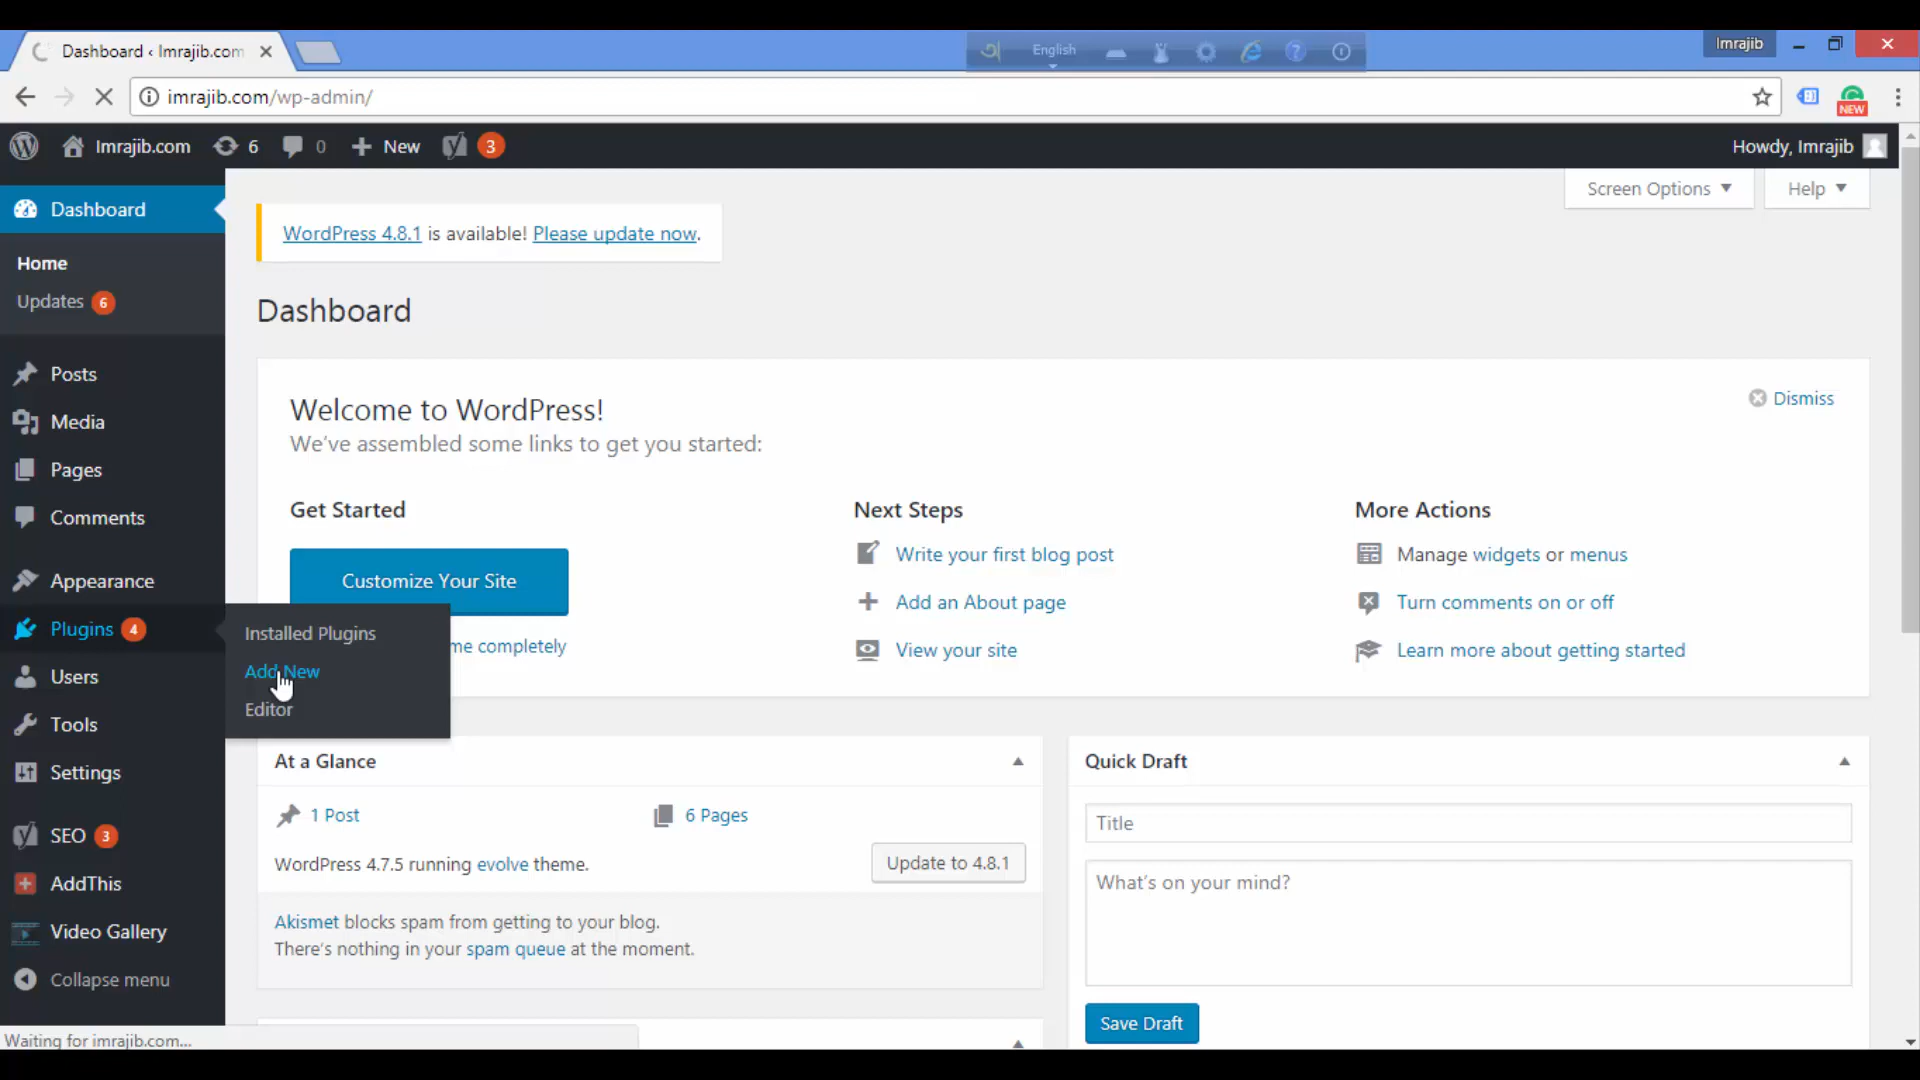 Dashboard ‹ Imrajib.com
English
Imrajib
imrajib.com/wp-admin/
NEW
Imrajib.com 6 0 New 3
Howdy, Imrajib
Dashboard
Home
Updates 6
Posts
Media
Pages
Comments
Appearance
Plugins 4
Users
Tools
Settings
SEO 3
AddThis
Video Gallery
Collapse menu
Installed Plugins
Add New
Editor
Screen Options
Help
WordPress 4.8.1 is available! Please update now.
Dashboard
Welcome to WordPress!
We've assembled some links to get you started:
Dismiss
Get Started
Customize Your Site
me completely
Next Steps
Write your first blog post
Add an About page
View your site
More Actions
Manage widgets or menus
Turn comments on or off
Learn more about getting started
At a Glance
1 Post
6 Pages
WordPress 4.7.5 running evolve theme.
Update to 4.8.1
Akismet blocks spam from getting to your blog.
There's nothing in your spam queue at the moment.
Quick Draft
Title
What's on your mind?
Save Draft
Waiting for imrajib.com...